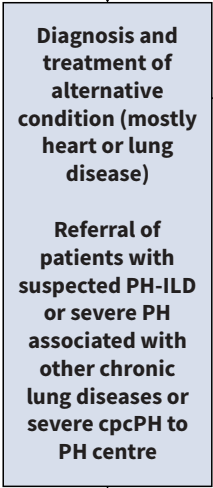 Diagnosis and
treatment of
alternative
condition (mostly
heart or lung
disease)
Referral of
patients with
suspected PH-ILD
or severe PH
associated with
other chronic
lung diseases or
severe cpcPH to
PH centre